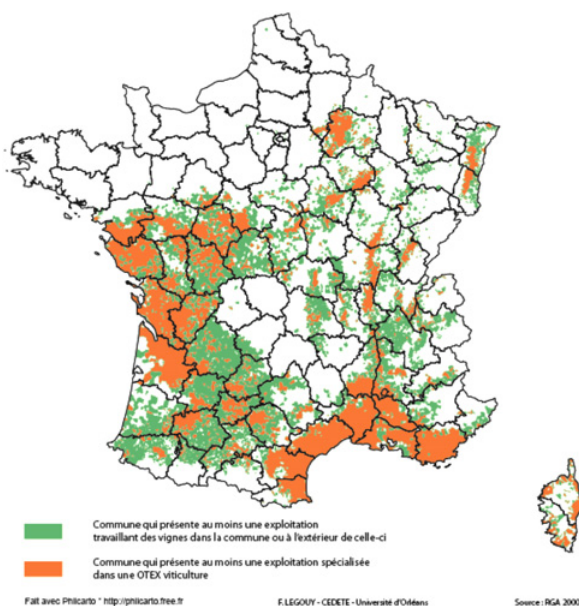 Commune qui présente au moins une exploitation
travaillant des vignes dans la commune ou à l'extérieur de celle-ci
Commune qui présente au moins une exploitation spécialisée
dans une OTEX viticulture
Fait avec Philcarto * http://philcarto.free.fr
F.LEGOUY - CEDETE - Université d'Orléans
Source : RGA 2000